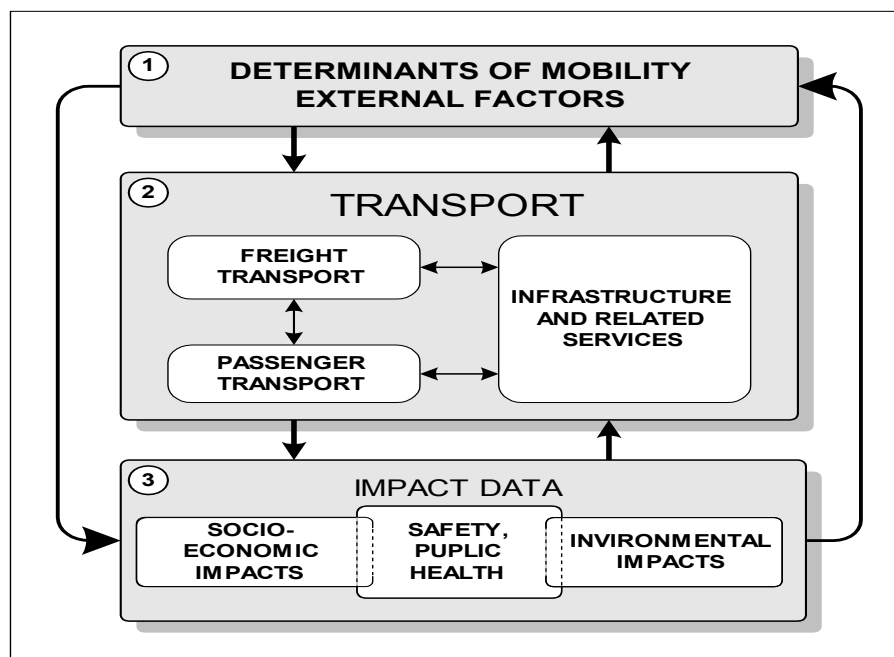 1
DETERMINANTS OF MOBILITY
EXTERNAL FACTORS
2
TRANSPORT
FREIGHT
TRANSPORT
INFRASTRUCTURE
AND RELATED
SERVICES
PASSENGER
TRANSPORT
3
IMPACT DATA
SOCIO-
ECONOMIC
IMPACTS
SAFETY,
PUPLIC
HEALTH
INVIRONMENTAL
IMPACTS